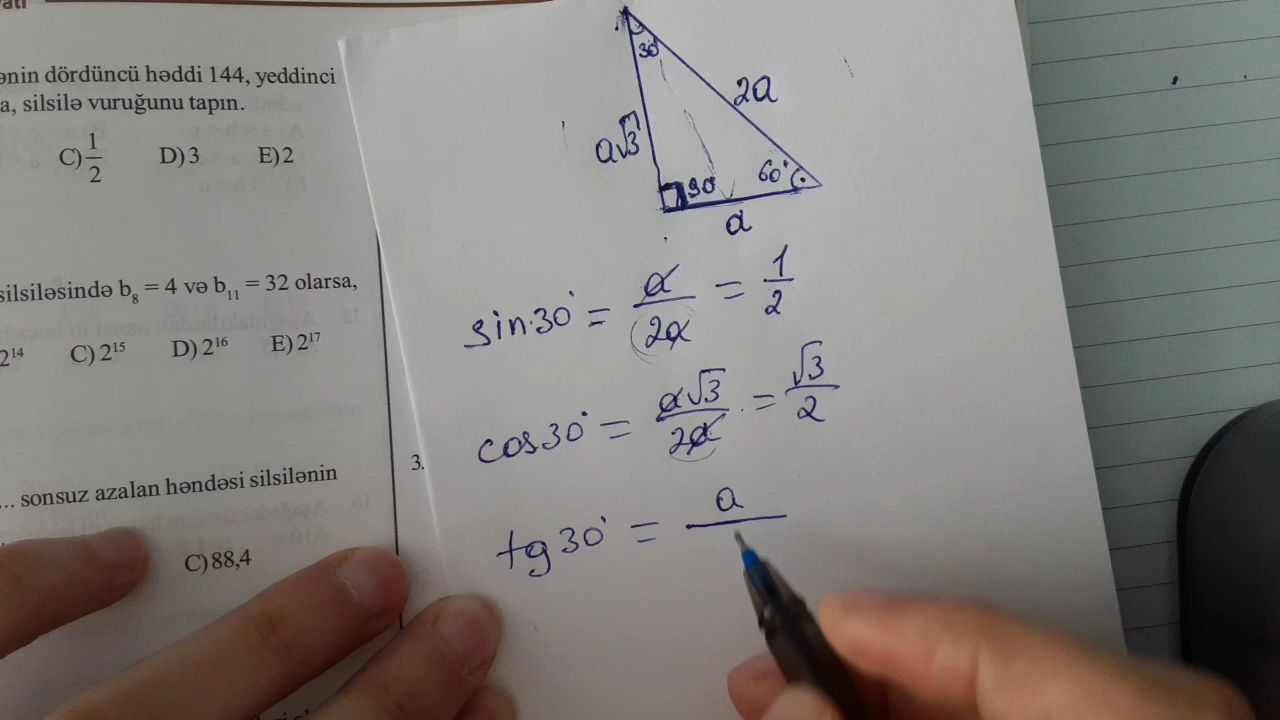 ənin dördüncü həddi 144, yeddinci
a, silsilə vuruğunu tapın.
C) 1/2 D) 3 E) 2
silsiləsində b₈ = 4 və b₁₁ = 32 olarsa,
2¹⁴ C) 2¹⁵ D) 2¹⁶ E) 2¹⁷
... sonsuz azalan həndəsi silsilənin
C) 88,4
3.
30°
2a
a√3
90°
60°
a
sin30° = a/2a = 1/2
cos30° = a√3/2a = √3/2
tg30° = a/